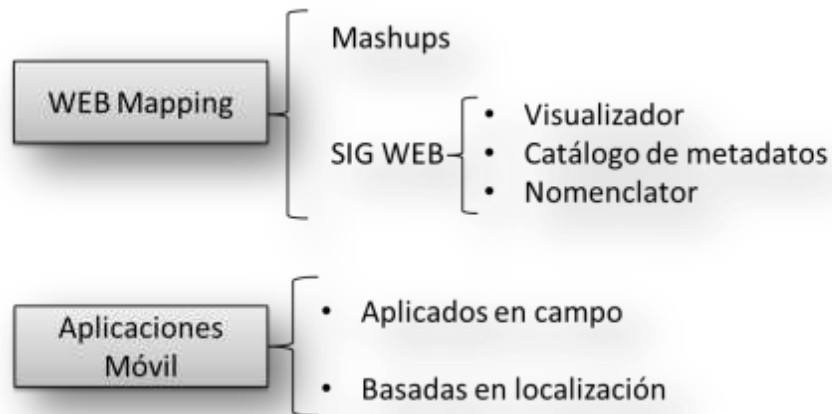 WEB Mapping
Mashups
SIG WEB
• Visualizador
• Catálogo de metadatos
• Nomenclator
Aplicaciones
Móvil
• Aplicados en campo
• Basadas en localización